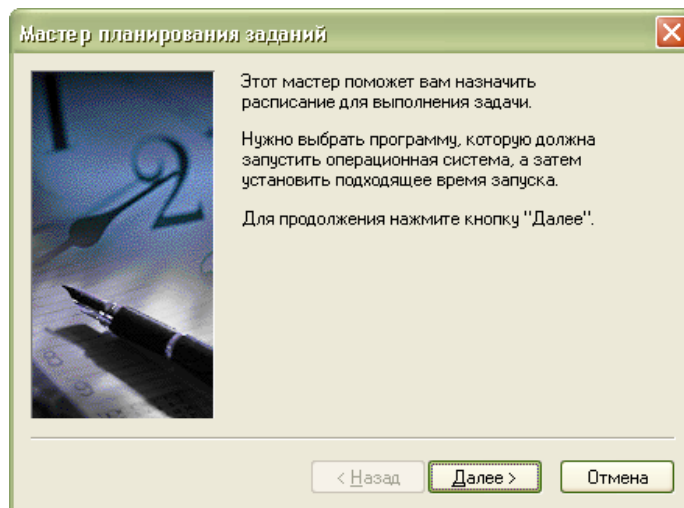 Мастер планирования заданий
Этот мастер поможет вам назначить
расписание для выполнения задачи.
Нужно выбрать программу, которую должна
запустить операционная система, а затем
установить подходящее время запуска.
Для продолжения нажмите кнопку "Далее".
2
< Назад
Далее >
Отмена